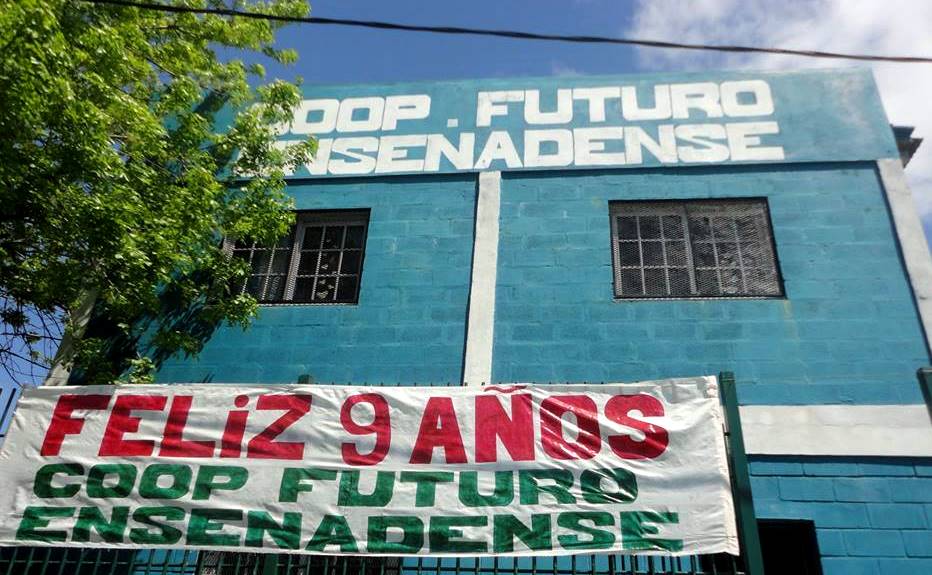 COOP. FUTURO
ENSENADENSE
FELiZ 9 AÑOS
COOP FUTURO
ENSENADENSE